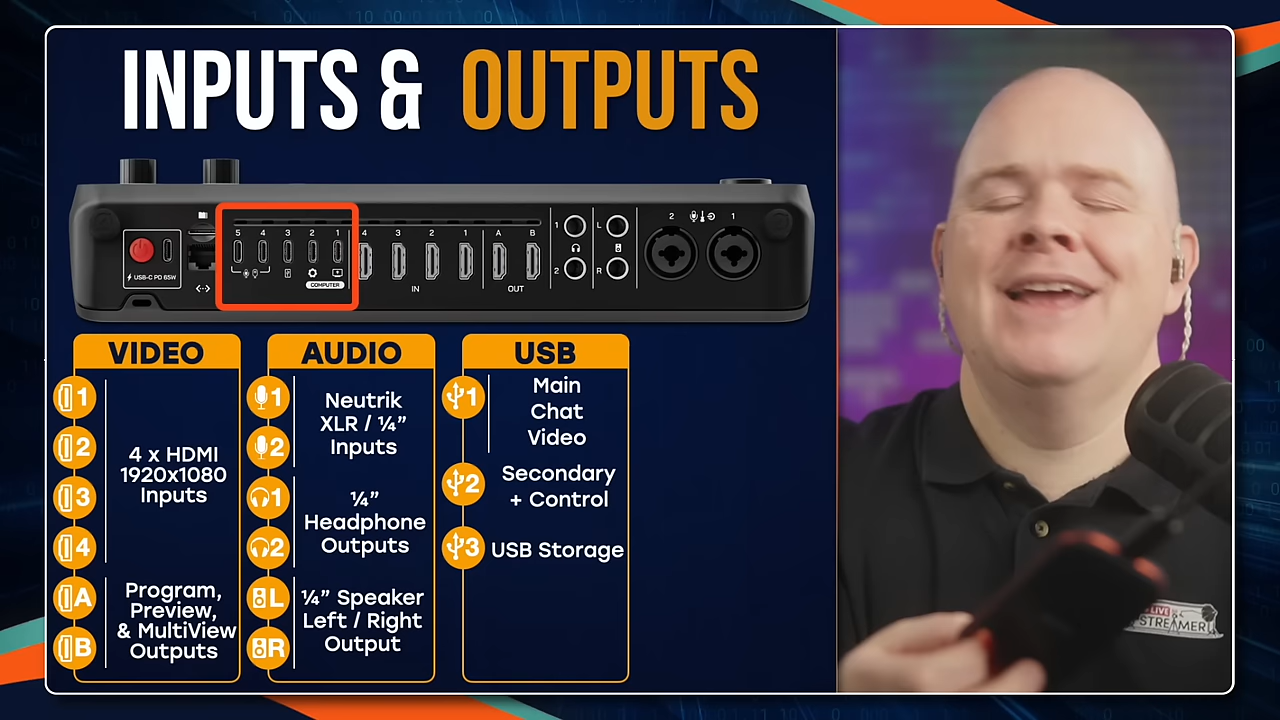 INPUTS & OUTPUTS
5 4 3 2 1 4 3 2 1 A B
1 L
2 R
2 1
USB-C PD 65W
COMPUTER
IN
OUT
VIDEO
1
2
3
4
4 x HDMI
1920x1080
Inputs
A
B
Program,
Preview,
& MultiView
Outputs
AUDIO
1
2
Neutrik
XLR / ¼”
Inputs
1
2
¼”
Headphone
Outputs
L
R
¼” Speaker
Left / Right
Output
USB
1
Main
Chat
Video
2
Secondary
+ Control
3
USB Storage
LIVE
STREAMER